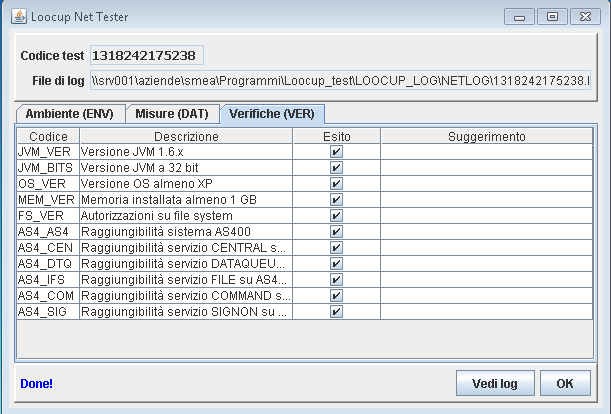 Loocup Net Tester
Codice test 1318242175238
File di log \\srv001\aziende\smea\Programmi\Loocup_test\LOOCUP_LOG\NETLOG\1318242175238.l
Ambiente (ENV) Misure (DAT) Verifiche (VER)
Codice Descrizione Esito Suggerimento
JVM_VER Versione JVM 1.6.x
JVM_BITS Versione JVM a 32 bit
OS_VER Versione OS almeno XP
MEM_VER Memoria installata almeno 1 GB
FS_VER Autorizzazioni su file system
AS4_AS4 Raggiungibilità sistema AS400
AS4_CEN Raggiungibilità servizio CENTRAL s...
AS4_DTQ Raggiungibilità servizio DATAQUEU...
AS4_IFS Raggiungibilità servizio FILE su AS4...
AS4_COM Raggiungibilità servizio COMMAND s...
AS4_SIG Raggiungibilità servizio SIGNON su ...
Done! Vedi log OK